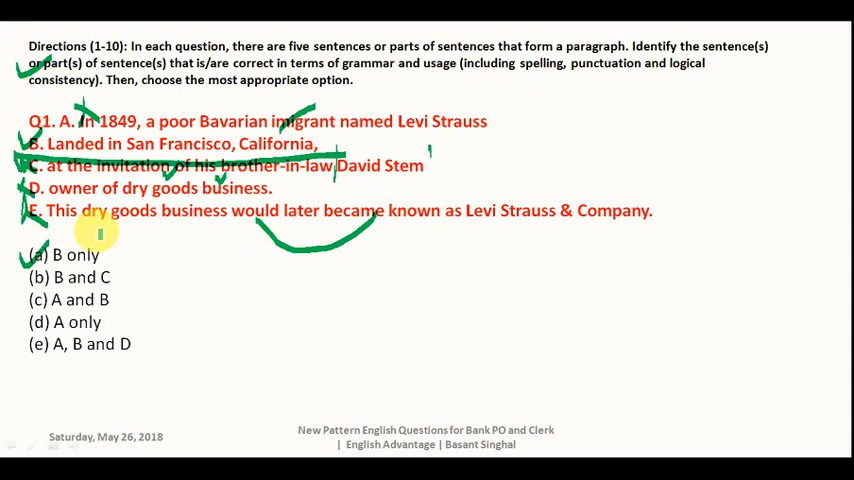 Directions (1-10): In each question, there are five sentences or parts of sentences that form a paragraph. Identify the sentence(s)
or part(s) of sentence(s) that is/are correct in terms of grammar and usage (including spelling, punctuation and logical
consistency). Then, choose the most appropriate option.
Q1. A. In 1849, a poor Bavarian imigrant named Levi Strauss
B. Landed in San Francisco, California,
C. at the invitation of his brother-in-law David Stem
D. owner of dry goods business.
E. This dry goods business would later became known as Levi Strauss & Company.
(a) B only
(b) B and C
(c) A and B
(d) A only
(e) A, B and D
Saturday, May 26, 2018
New Pattern English Questions for Bank PO and Clerk
| English Advantage | Basant Singhal